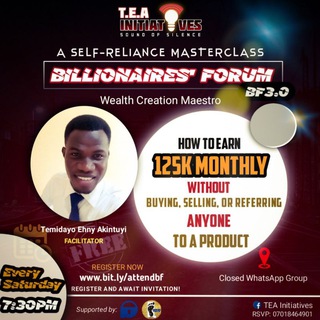 T.E.A
INITIATIVES
SOUND OF SILENCE
A SELF-RELIANCE MASTERCLASS
BILLIONAIRES' FORUM
BF3.0
Wealth Creation Maestro
HOW TO EARN
125K MONTHLY
WITHOUT
BUYING, SELLING, OR REFERRING
ANYONE
TO A PRODUCT
Temidayo Ehny Akintuyi
FACILITATOR
FREE
Every
Saturday
7:30PM
REGISTER NOW
www.bit.ly/attendbf
REGISTER AND AWAIT INVITATION!
Closed WhatsApp Group
Supported by:
TEA Initiatives
RSVP: 07018464901